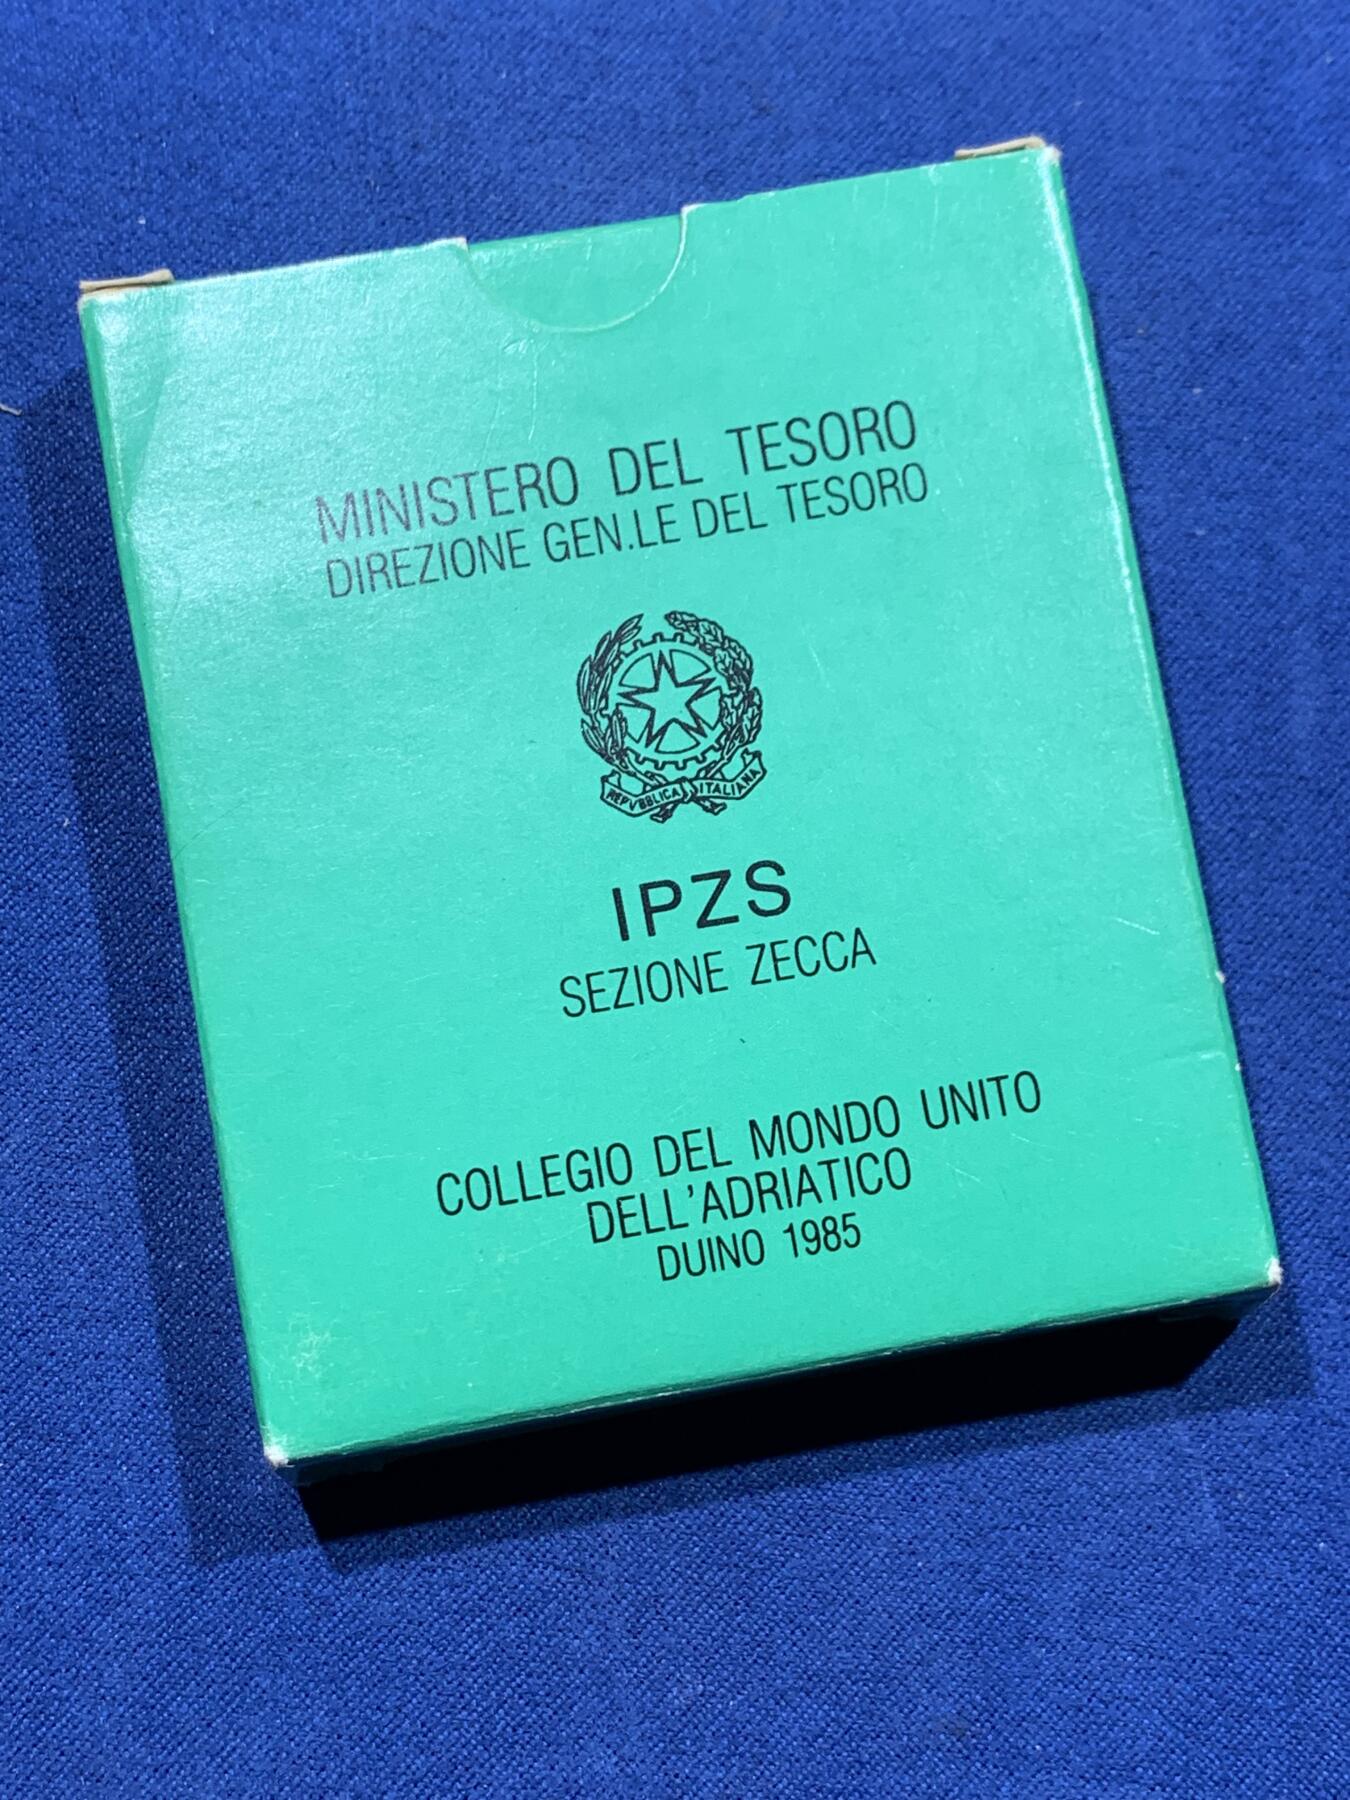 MINISTERO DEL TESORO
DIREZIONE GEN.LE DEL TESORO
REPVBBLICA ITALIANA
IPZS
SEZIONE ZECCA
COLLEGIO DEL MONDO UNITO
DELL'ADRIATICO
DUINO 1985